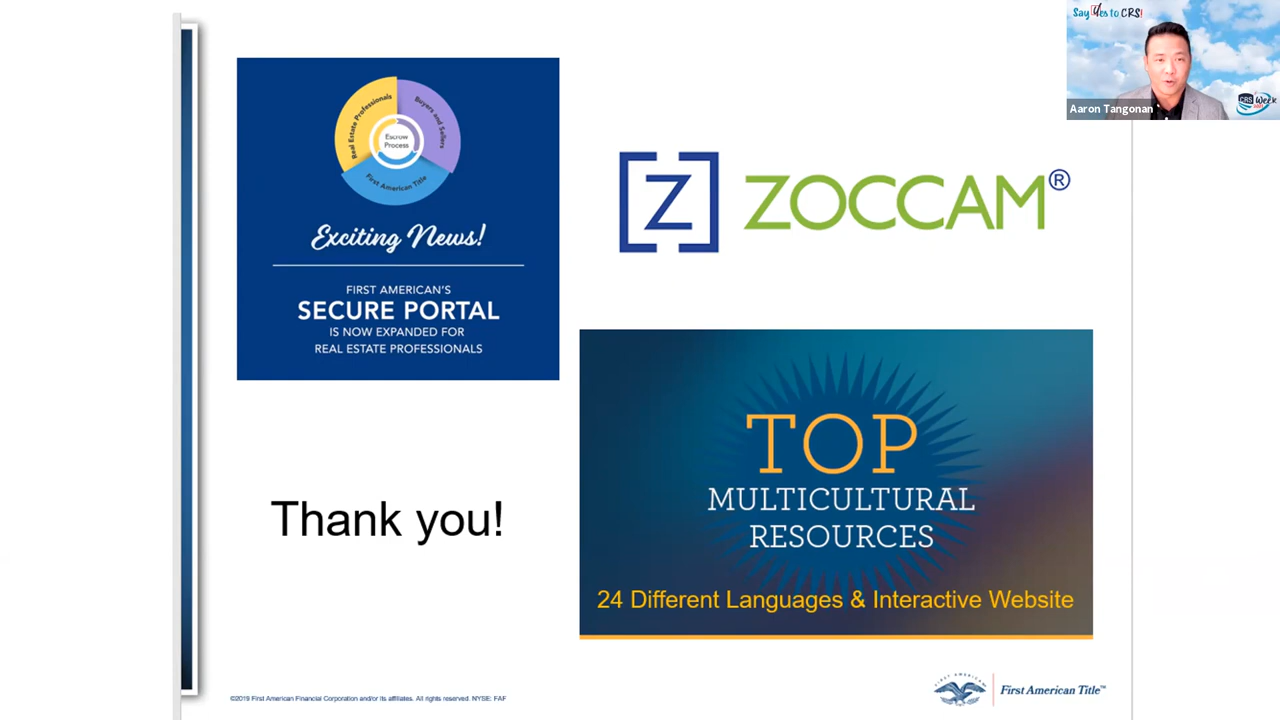 Say Yes to CRS!
CRS Week
Aaron Tangonan
Real Estate Professionals
Buyers and Sellers
Escrow
Process
First American Title
Exciting News!
FIRST AMERICAN'S
SECURE PORTAL
IS NOW EXPANDED FOR
REAL ESTATE PROFESSIONALS
[Z] ZOCCAM®
TOP
MULTICULTURAL
RESOURCES
24 Different Languages & Interactive Website
Thank you!
©2019 First American Financial Corporation and/or its affiliates. All rights reserved. NYSE: FAF
FIRST AMERICAN
First American Title™